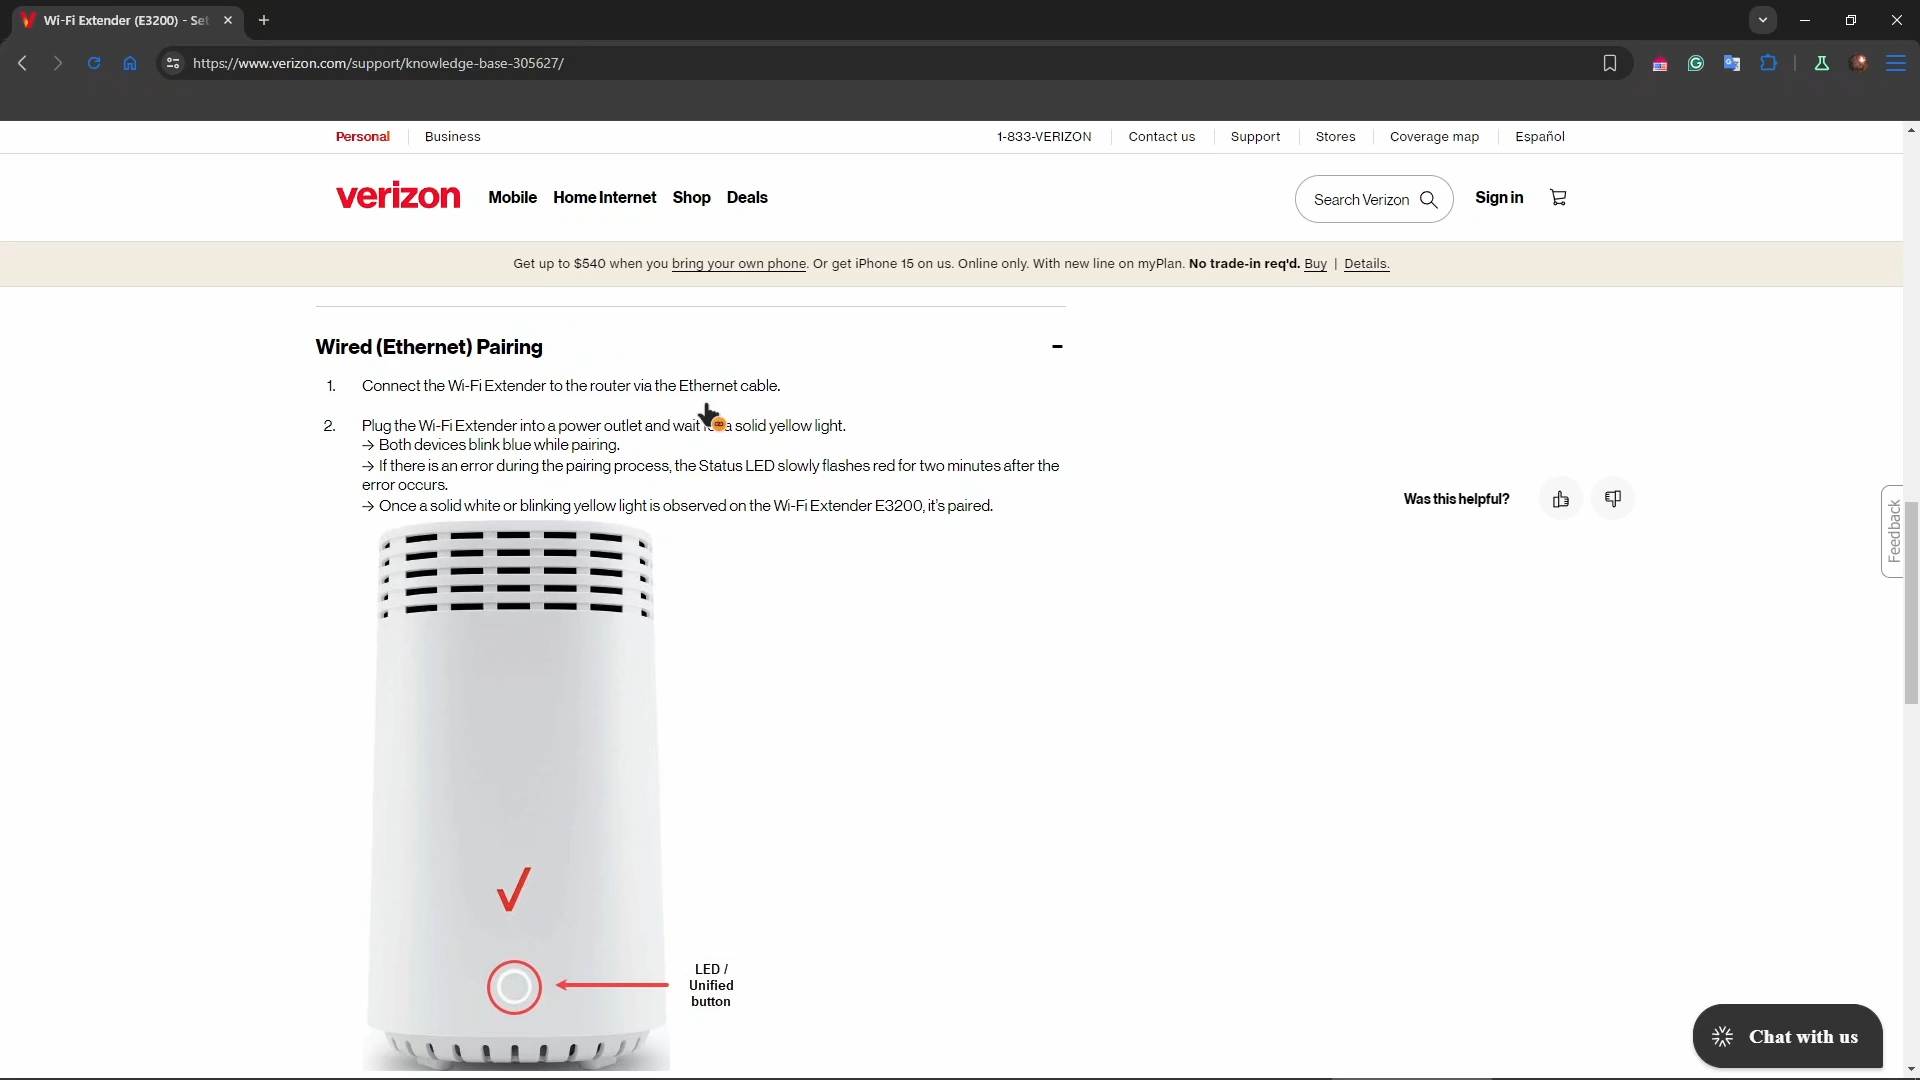 Wi-Fi Extender (E3200) - Set
https://www.verizon.com/support/knowledge-base-305627/
Personal Business 1-833-VERIZON Contact us Support Stores Coverage map Español
verizon Mobile Home Internet Shop Deals Search Verizon Sign in
Get up to $540 when you bring your own phone. Or get iPhone 15 on us. Online only. With new line on myPlan. No trade-in req'd. Buy | Details.
Wired (Ethernet) Pairing
1. Connect the Wi-Fi Extender to the router via the Ethernet cable.
2. Plug the Wi-Fi Extender into a power outlet and wait a solid yellow light.
→ Both devices blink blue while pairing.
→ If there is an error during the pairing process, the Status LED slowly flashes red for two minutes after the
error occurs.
→ Once a solid white or blinking yellow light is observed on the Wi-Fi Extender E3200, it's paired.
Was this helpful?
Feedback
LED /
Unified
button
Chat with us